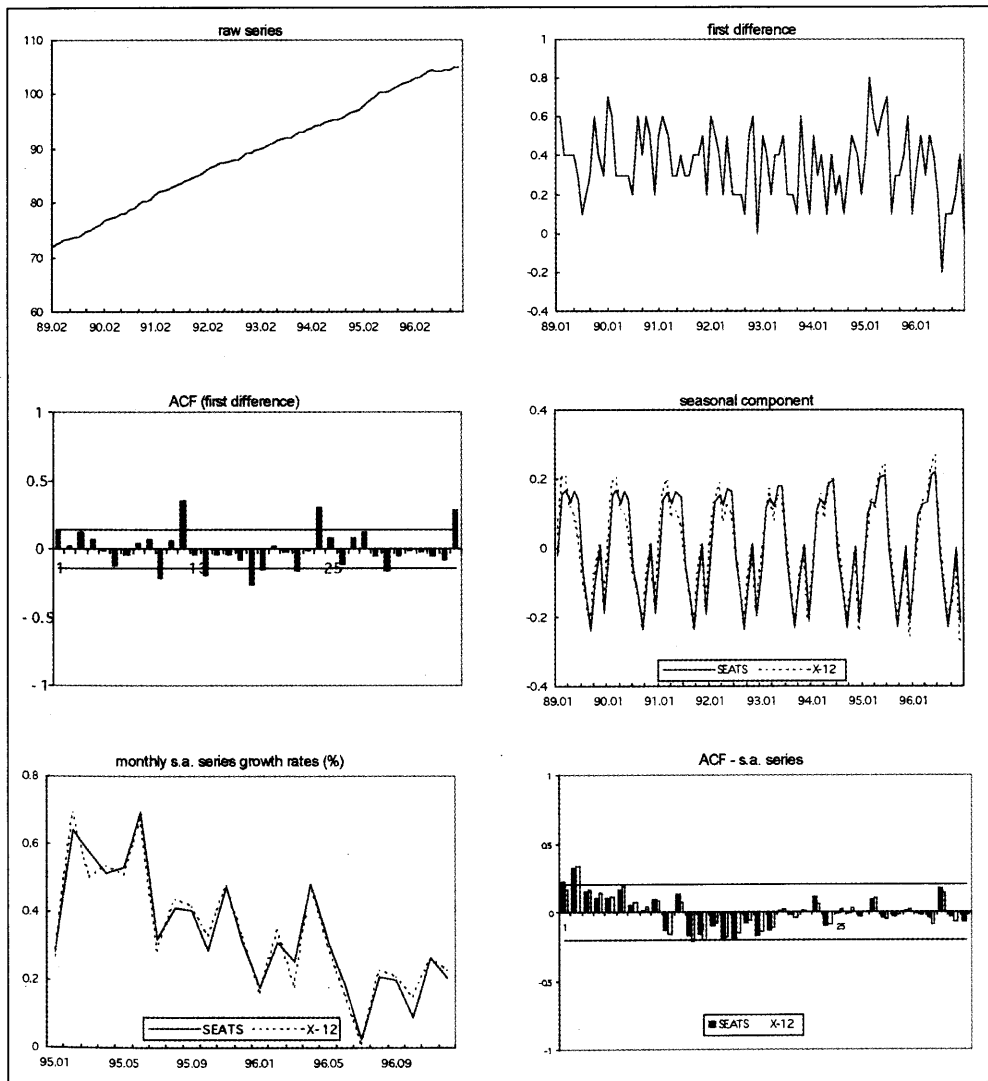 raw series
110
100
90
80
70
60
89.02 90.02 91.02 92.02 93.02 94.02 95.02 96.02
first difference
1
0.8
0.6
0.4
0.2
0
-0.2
-0.4
89.01 90.01 91.01 92.01 93.01 94.01 95.01 96.01
ACF (first difference)
1
0.5
0
-0.5
-1
1 13 25
seasonal component
0.4
0.2
0
-0.2
-0.4
SEATS X-12
89.01 90.01 91.01 92.01 93.01 94.01 95.01 96.01
monthly s.a. series growth rates (%)
0.8
0.6
0.4
0.2
0
SEATS X-12
95.01 95.05 95.09 96.01 96.05 96.09
ACF - s.a. series
1
0.5
0
-0.5
-1
1 25
SEATS X-12